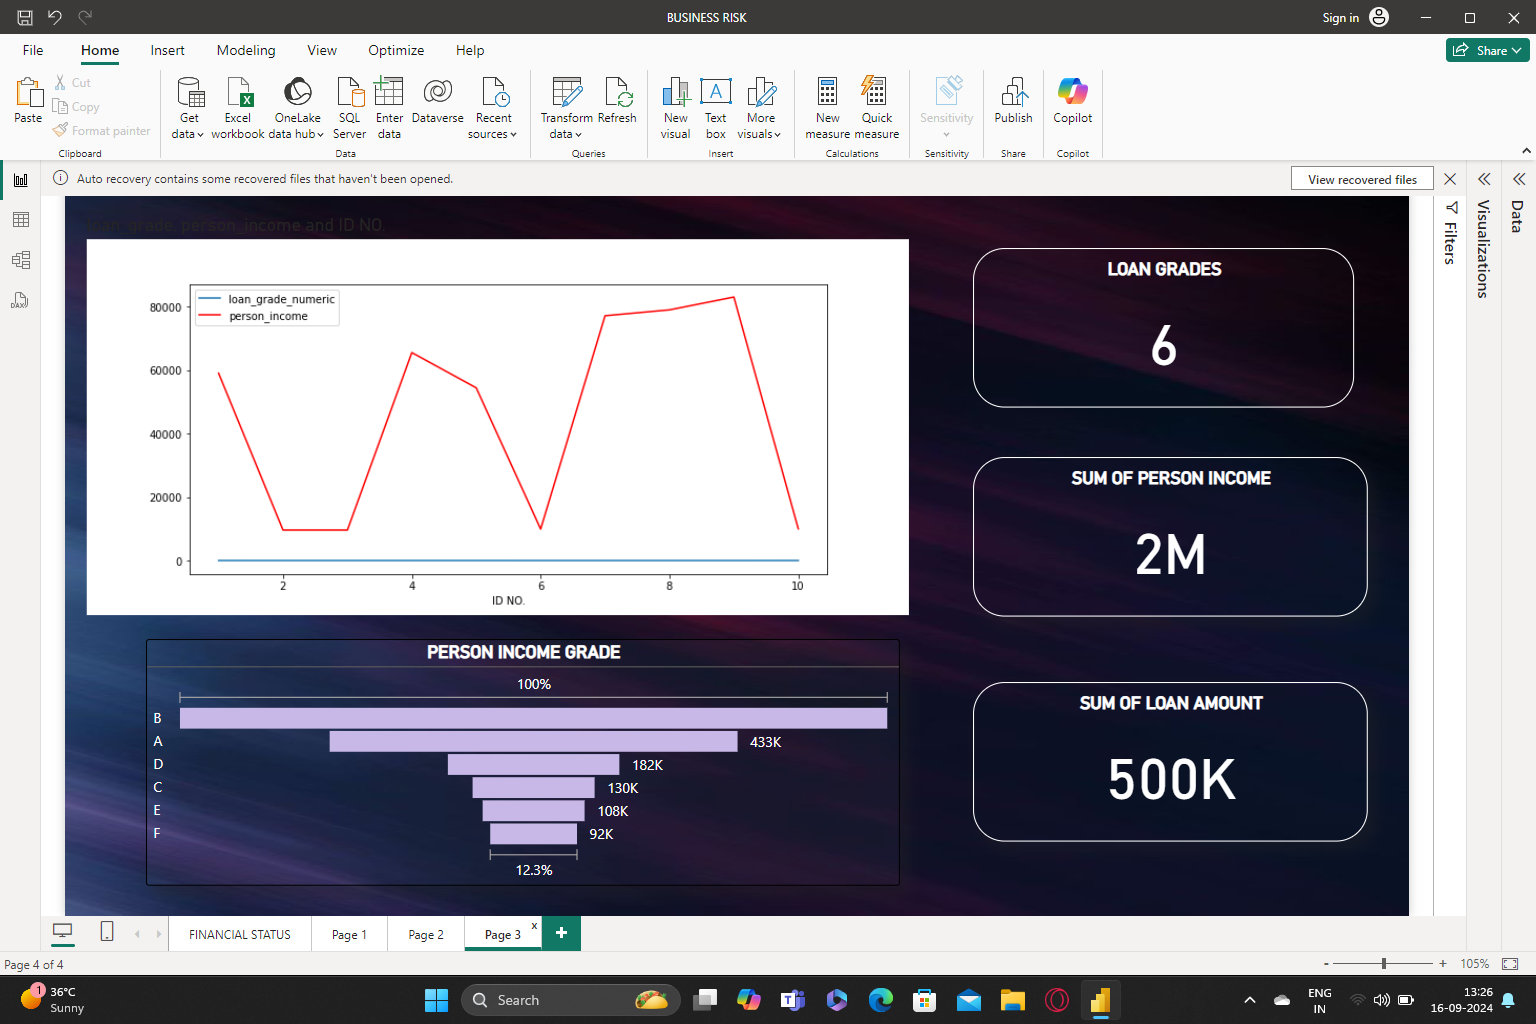 BUSINESS RISK
Sign in
File Home Insert Modeling View Optimize Help
Share
Paste
Cut
Copy
Format painter
Clipboard
Get data
Excel workbook
OneLake data hub
SQL Server
Enter data
Dataverse
Recent sources
Data
Transform data
Refresh
Queries
New visual
Text box
More visuals
Insert
New measure
Quick measure
Calculations
Sensitivity
Sensitivity
Publish
Share
Copilot
Copilot
Auto recovery contains some recovered files that haven't been opened.
View recovered files
Filters
Visualizations
Data
loan_grade, person_income and ID NO.
loan_grade_numeric
person_income
80000
60000
40000
20000
0
2 4 6 8 10
ID NO.
LOAN GRADES
6
SUM OF PERSON INCOME
2M
SUM OF LOAN AMOUNT
500K
PERSON INCOME GRADE
100%
B
A 433K
D 182K
C 130K
E 108K
F 92K
12.3%
FINANCIAL STATUS Page 1 Page 2 Page 3 x +
Page 4 of 4
- + 105%
1
36°C
Sunny
Search
ENG
IN
13:26
16-09-2024